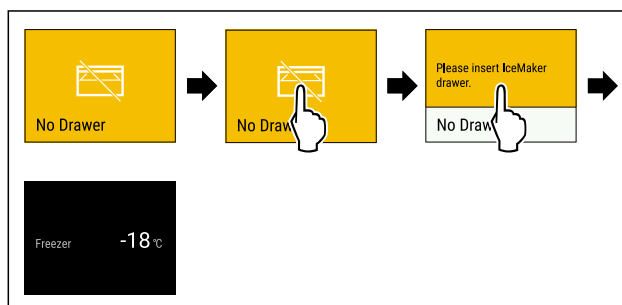 No Drawer
No Draw
Please insert IceMaker
drawer.
No Draw
Freezer -18 °C